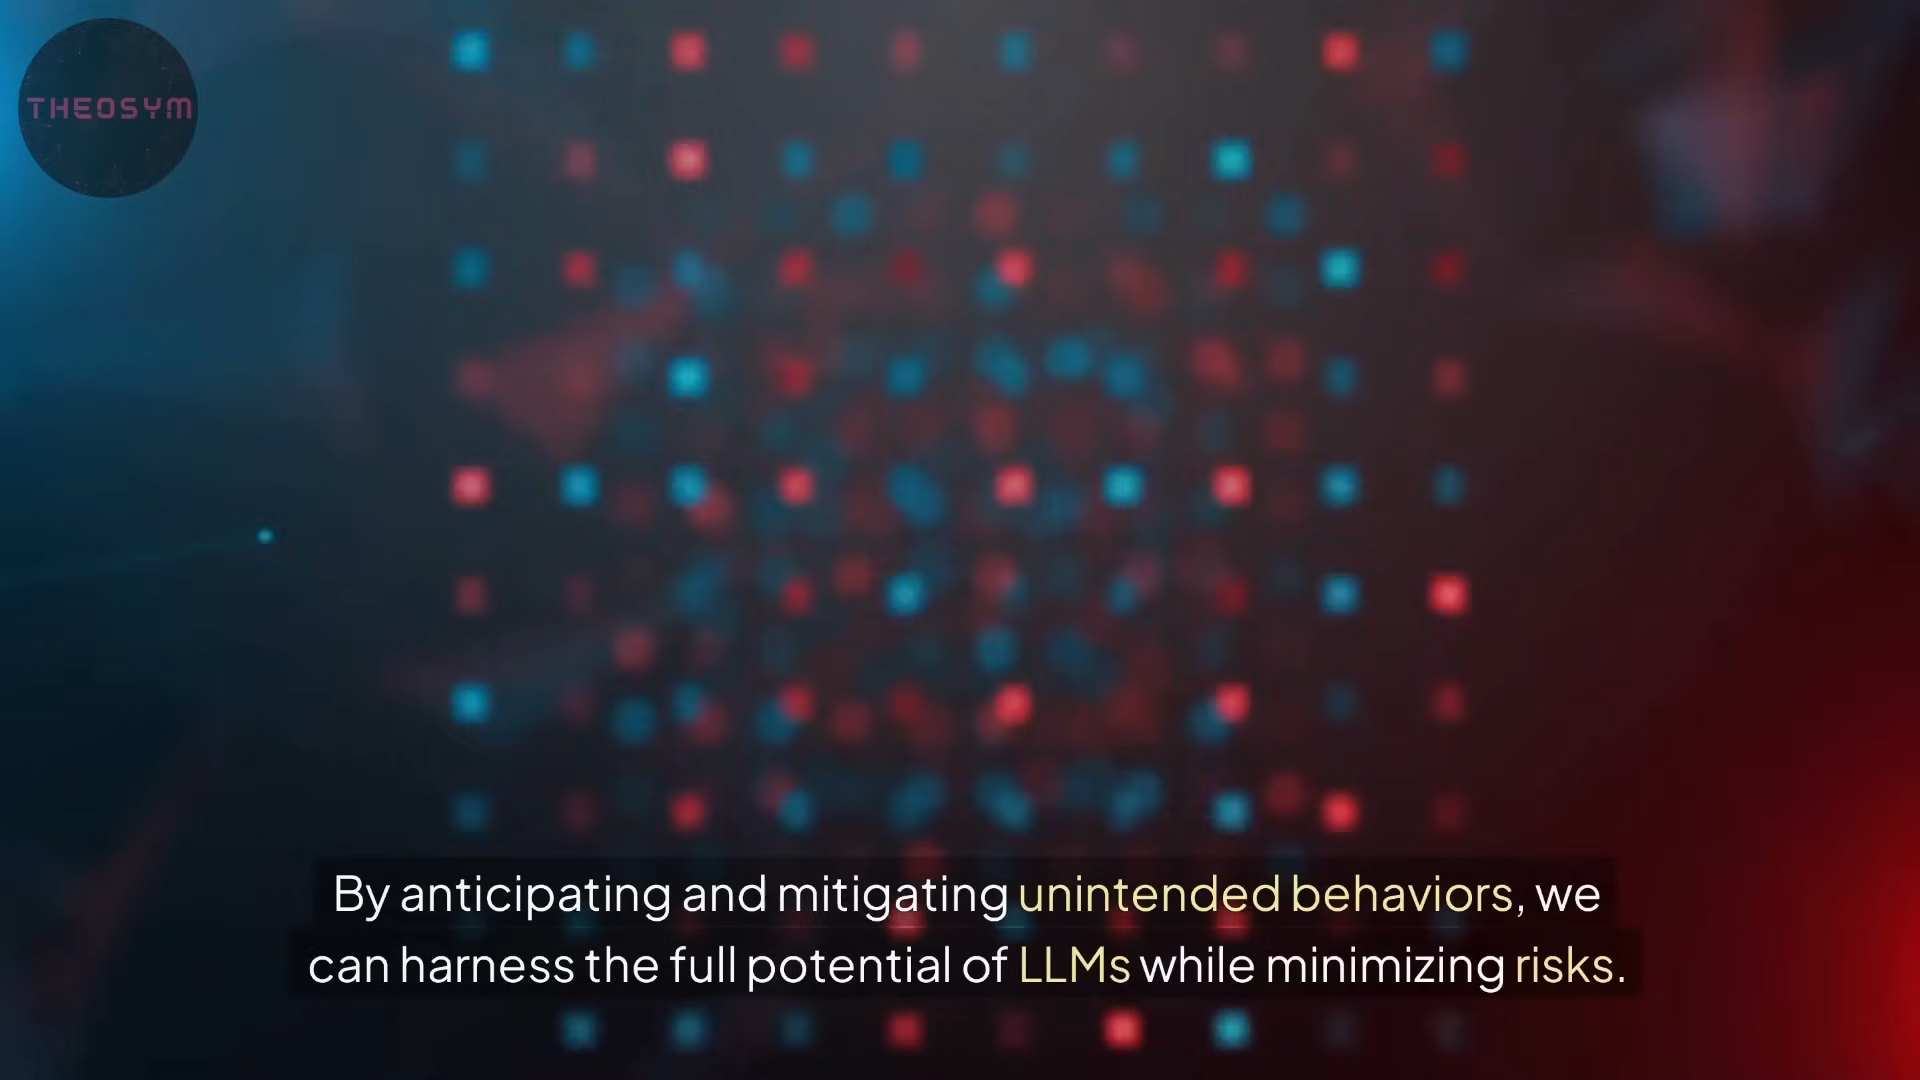 THEOSYM
By anticipating and mitigating unintended behaviors, we
can harness the full potential of LLMs while minimizing risks.